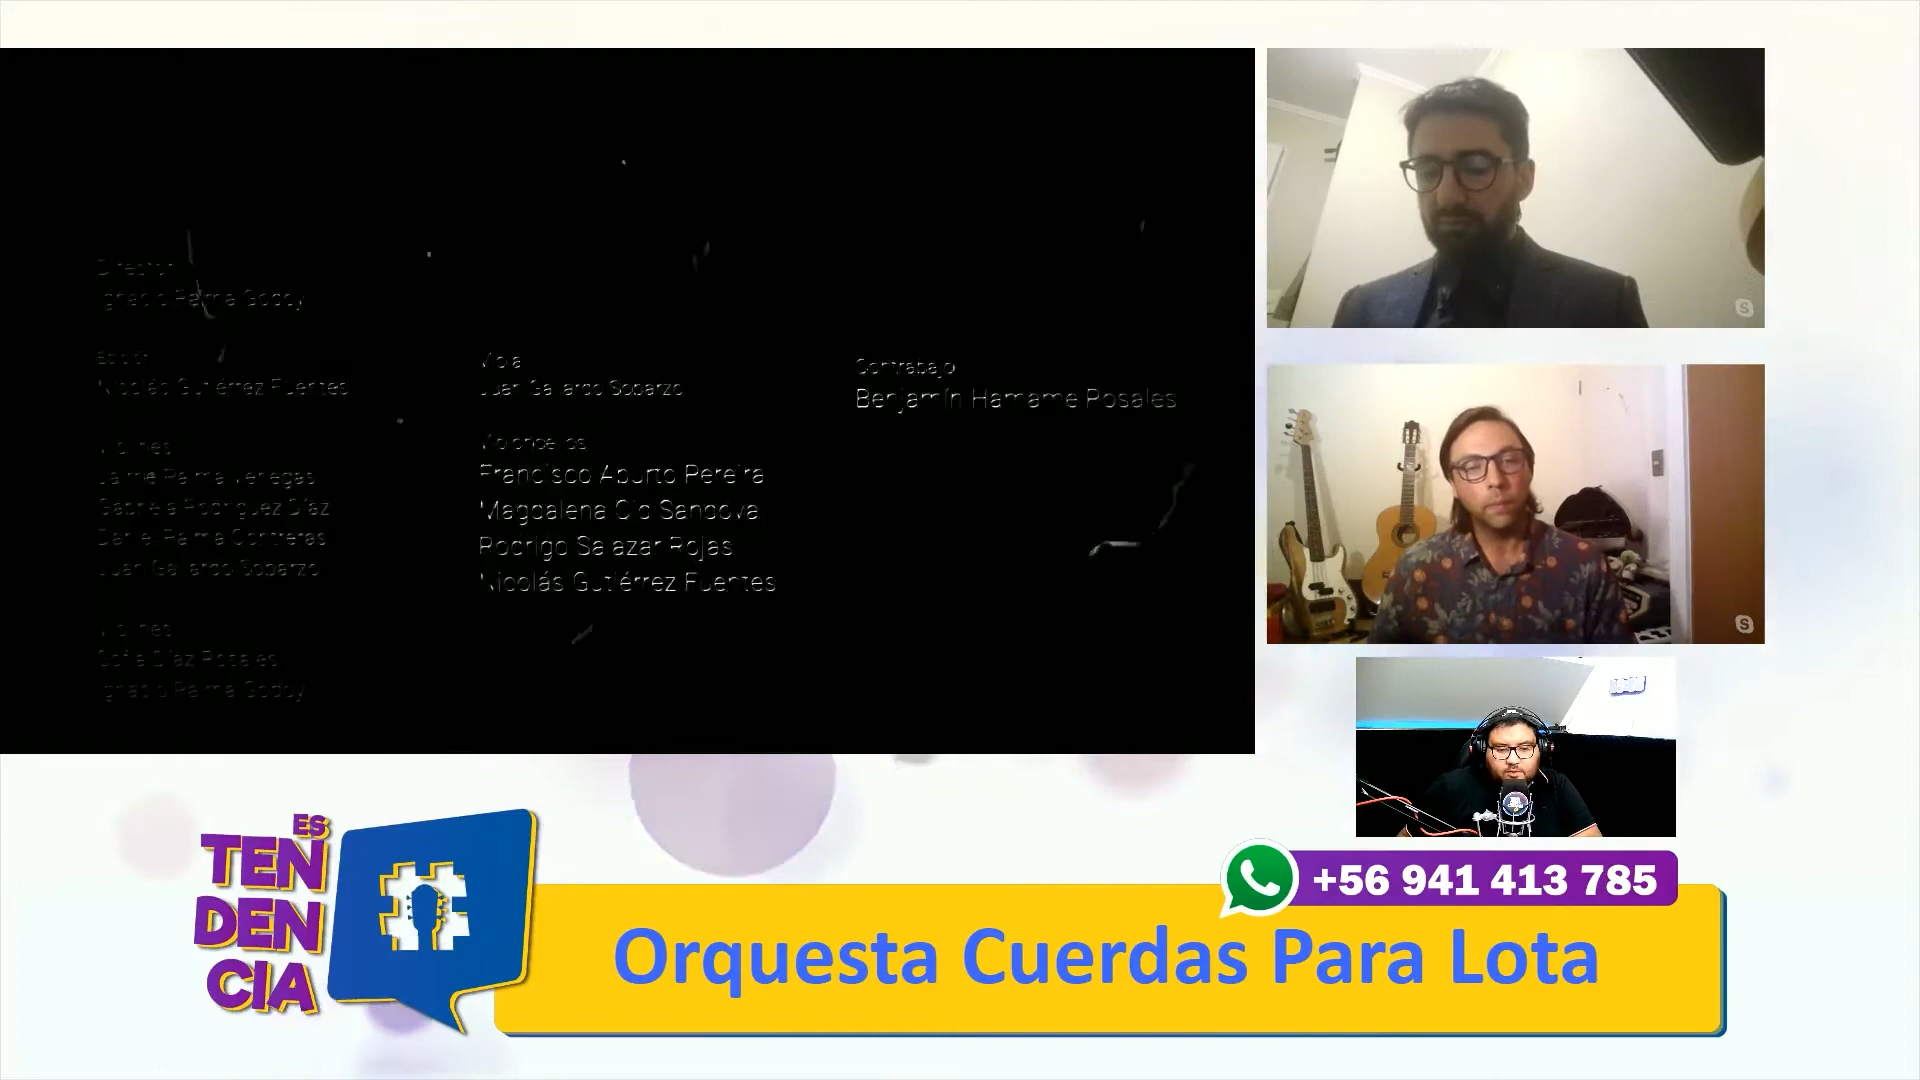 Director
Ignacio Palma Godoy
Edición
Nicolás Gutiérrez Fuentes
Violines
Jaime Palma Venegas
Gabriela Rodríguez Díaz
Daniel Palma Contreras
Juan Gallardo Sobarzo
Violines
Sofía Díaz Rosales
Ignacio Palma Godoy
Viola
Juan Gallardo Sobarzo
Violoncellos
Francisco Aburto Pereira
Magdalena Cid Sandoval
Rodrigo Salazar Rojas
Nicolás Gutiérrez Fuentes
Contrabajo
Benjamín Hamame Rosales
S
S
ES
TEN
DEN
CIA
+56 941 413 785
Orquesta Cuerdas Para Lota